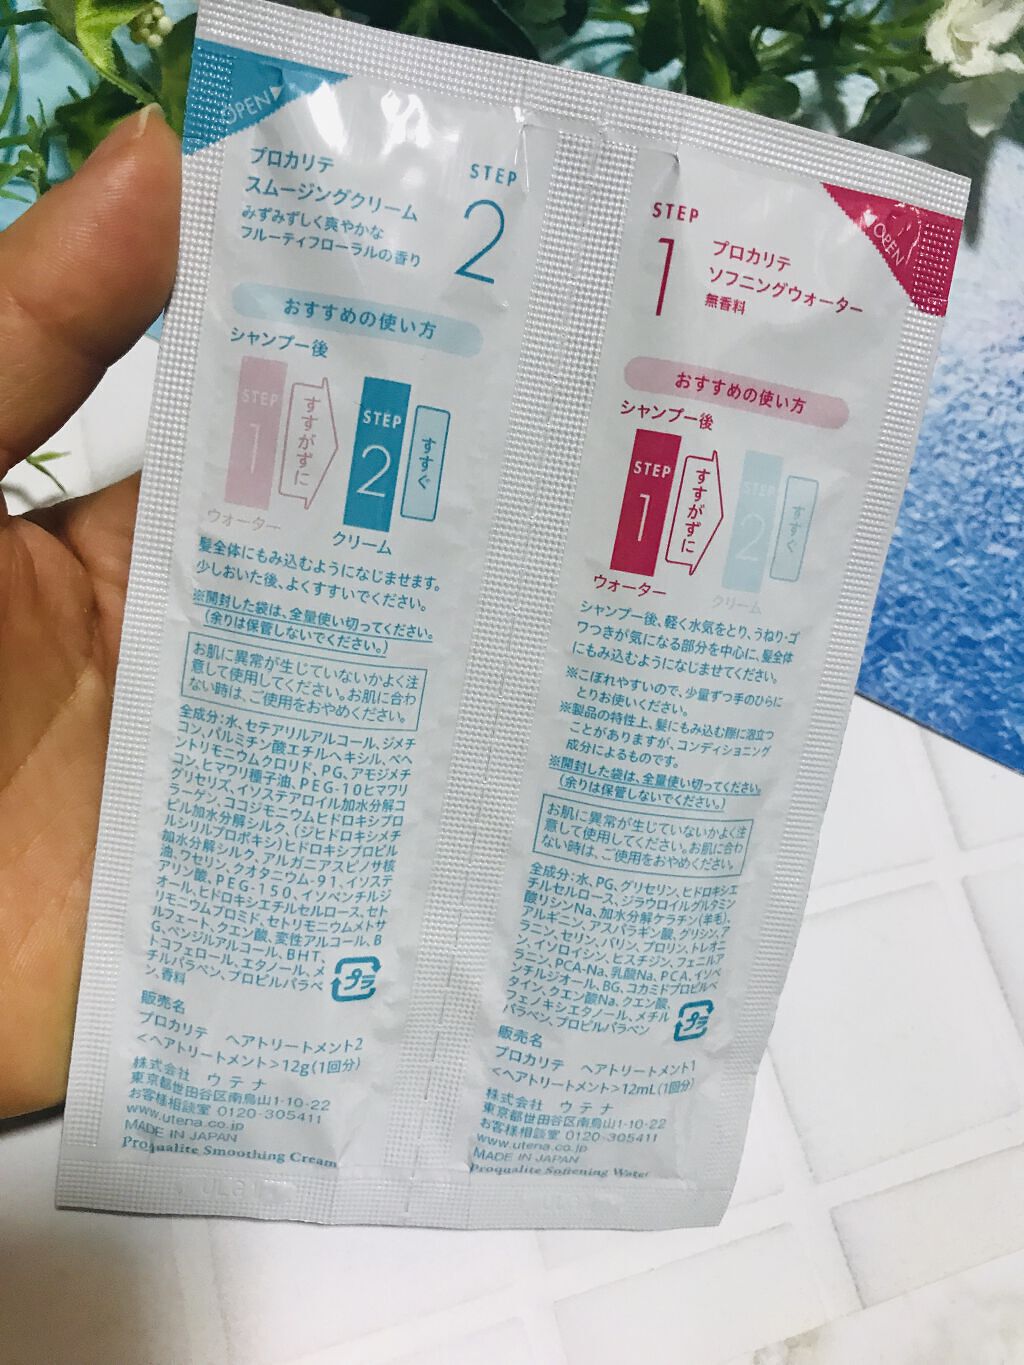 OPEN
プロカリテ
スムージングクリーム
みずみずしく爽やかな
フルーティフローラルの香り
STEP
2
おすすめの使い方
シャンプー後
STEP
1
すすがずに
STEP
2
すすぐ
ウォーター
クリーム
髪全体にもみ込むようになじませます。
少しおいた後、よくすすいでください。
※開封した袋は、全量使い切ってください。
(余りは保管しないでください。)
お肌に異常が生じていないかよく注
意して使用してください。お肌に合わ
ない時は、ご使用をおやめください。
全成分:水、セテアリルアルコール、ジメチ
コン、パルミチン酸エチルヘキシル、ベヘ
ントリモニウムクロリド、PG、アモジメチ
コン、ヒマワリ種子油、PEG-10ヒマワリ
グリセリズ、イソステアロイル加水分解コ
ラーゲン、ココジモニウムヒドロキシプロ
ピル加水分解シルク、(ジヒドロキシメチ
ルシリルプロポキシ)ヒドロキシプロピル
加水分解シルク、アルガニアスピノサ核
油、ワセリン、クオタニウム-91、イソステ
アリン酸、PEG-150、イソペンチルジ
オール、ヒドロキシエチルセルロース、セト
リモニウムブロミド、セトリモニウムメトサ
ルフェート、クエン酸、変性アルコール、B
G、ベンジルアルコール、BHT、
トコフェロール、エタノール、メ
チルパラベン、プロピルパラベ
ン、香料
プラ
販売名
プロカリテ ヘアトリートメント2
<ヘアトリートメント>12g(1回分)
株式会社 ウテナ
東京都世田谷区南烏山1-10-22
お客様相談室 0120-305411
www.utena.co.jp
MADE IN JAPAN
Proqualite Smoothing Cream
STEP
1
プロカリテ
ソフニングウォーター
無香料
OPEN
おすすめの使い方
シャンプー後
STEP
1
すすがずに
STEP
2
すすぐ
ウォーター
クリーム
シャンプー後、軽く水気をとり、うねり・ゴ
ワつきが気になる部分を中心に、髪全体
にもみ込むようになじませてください。
※こぼれやすいので、少量ずつ手のひらに
とりお使いください。
※製品の特性上、髪にもみ込む際に泡立つ
ことがありますが、コンディショニング
成分によるものです。
※開封した袋は、全量使い切ってください。
(余りは保管しないでください。)
お肌に異常が生じていないかよく注
意して使用してください。お肌に合わ
ない時は、ご使用をおやめください。
全成分:水、PG、グリセリン、ヒドロキシエ
チルセルロース、ジラウロイルグルタミン
酸リシンNa、加水分解ケラチン(羊毛)、
アルギニン、アスパラギン酸、グリシン、ア
ラニン、セリン、バリン、プロリン、トレオニ
ン、イソロイシン、ヒスチジン、フェニルア
ラニン、PCA-Na、乳酸Na、PCA、イソペ
ンチルジオール、BG、コカミドプロピルベ
タイン、クエン酸Na、クエン酸、
フェノキシエタノール、メチル
パラベン、プロピルパラベン
プラ
販売名
プロカリテ ヘアトリートメント1
<ヘアトリートメント>12mL(1回分)
株式会社 ウテナ
東京都世田谷区南烏山1-10-22
お客様相談室 0120-305411
www.utena.co.jp
MADE IN JAPAN
Proqualite Softening Water